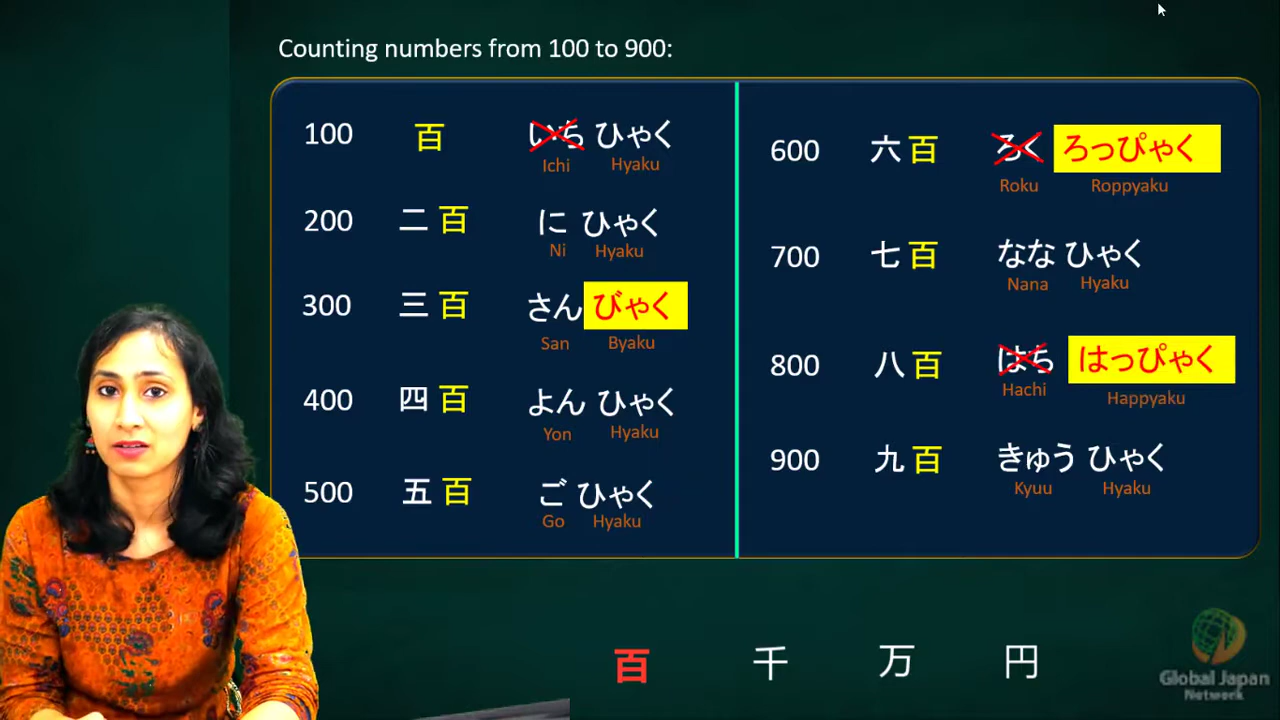 Counting numbers from 100 to 900:
100 百 いち ひゃく
Ichi Hyaku
200 二 百 に ひゃく
Ni Hyaku
300 三 百 さん びゃく
San Byaku
400 四 百 よん ひゃく
Yon Hyaku
500 五 百 ご ひゃく
Go Hyaku
600 六 百 ろく ろっぴゃく
Roku Roppyaku
700 七 百 なな ひゃく
Nana Hyaku
800 八 百 はち はっぴゃく
Hachi Happyaku
900 九 百 きゅう ひゃく
Kyuu Hyaku
百 千 万 円
Global Japan
Network